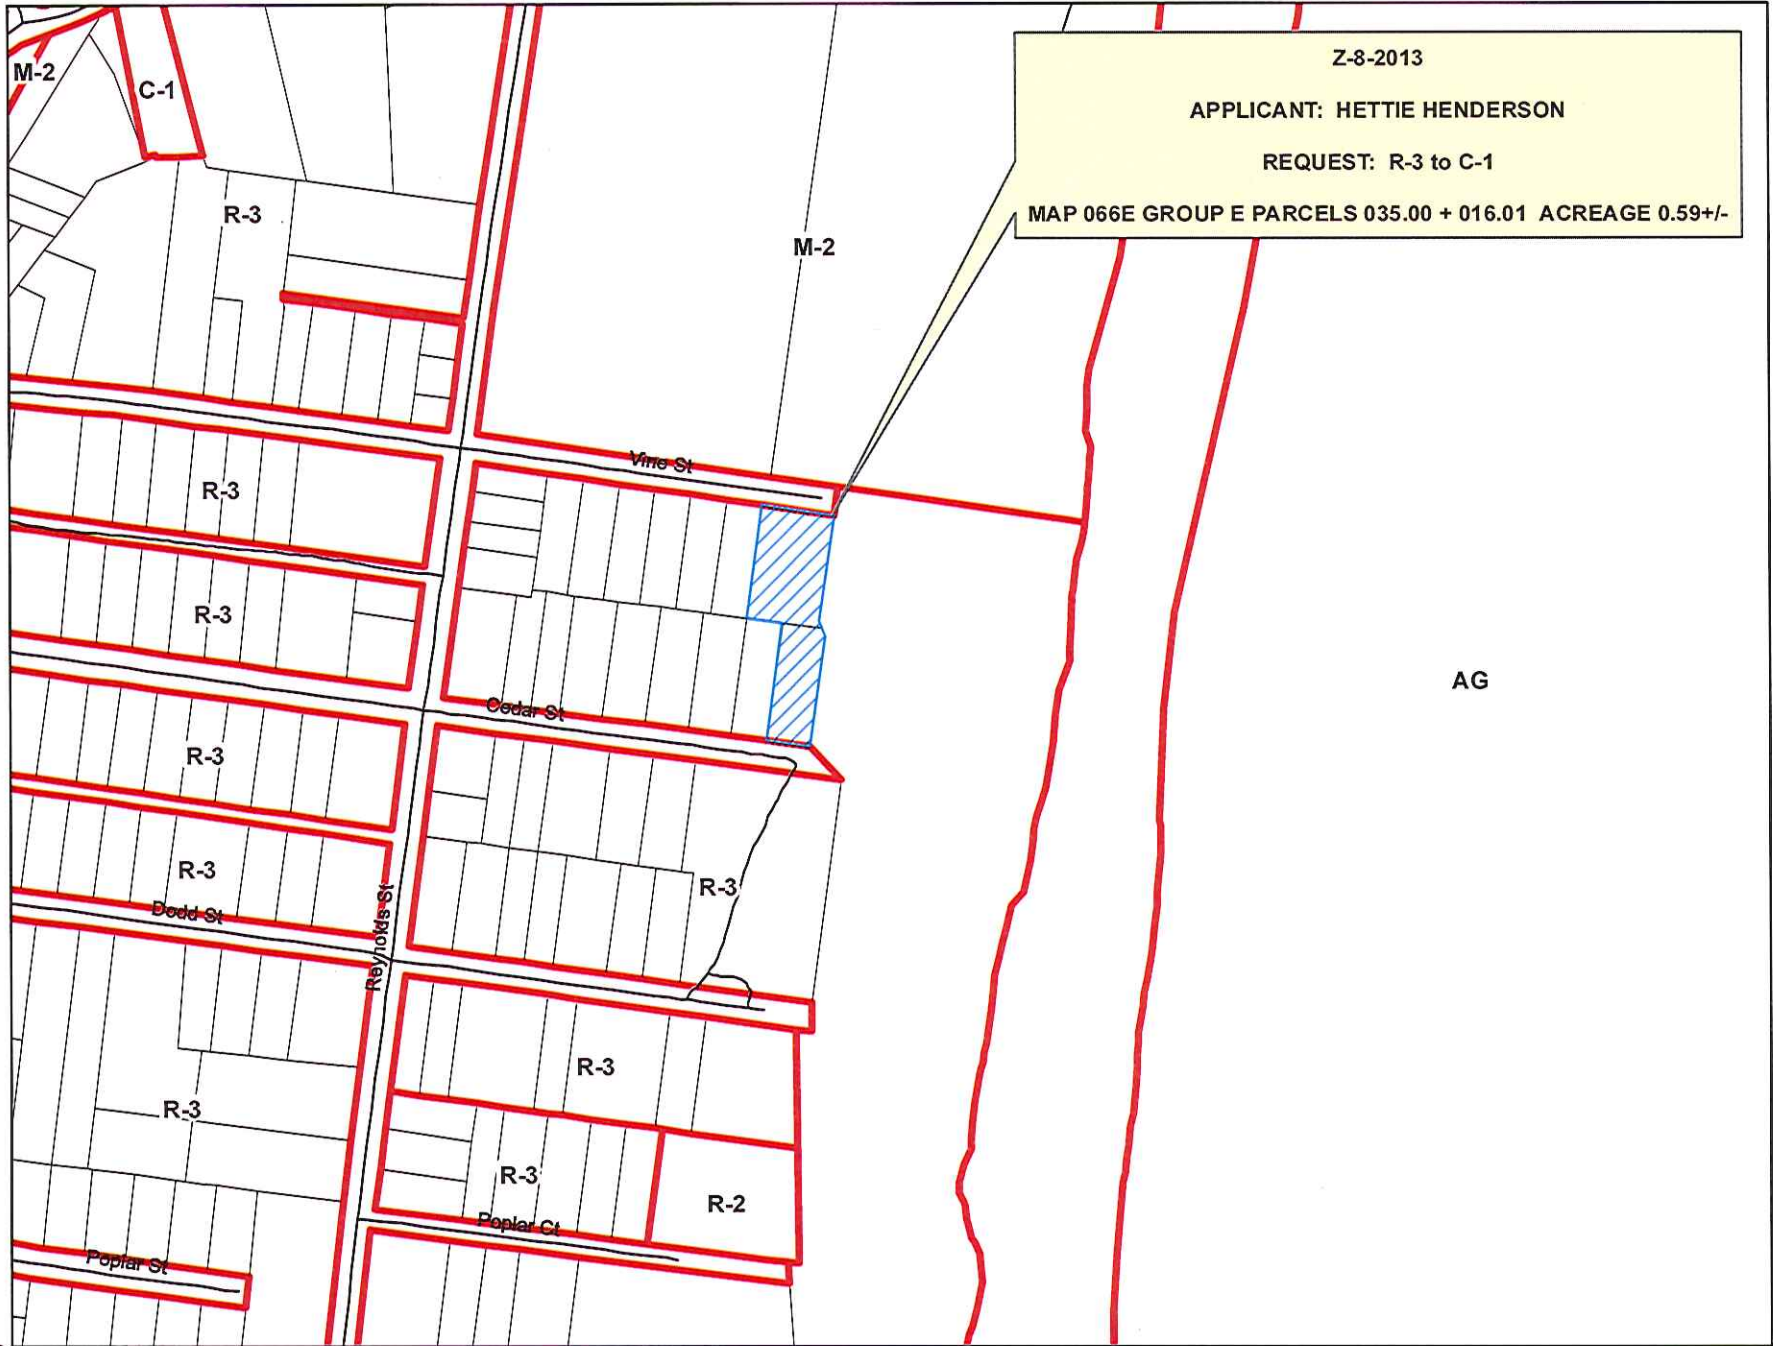 Z-8-2013
APPLICANT: HETTIE HENDERSON
REQUEST: R-3 to C-1
MAP 066E GROUP E PARCELS 035.00 + 016.01 ACREAGE 0.59+/-
M-2
C-1
R-3
M-2
Vine St
R-3
R-3
AG
Cedar St
R-3
R-3
R-3
Dodd St
Reynolds St
R-3
R-3
R-3
R-2
Poplar Ct
Poplar St